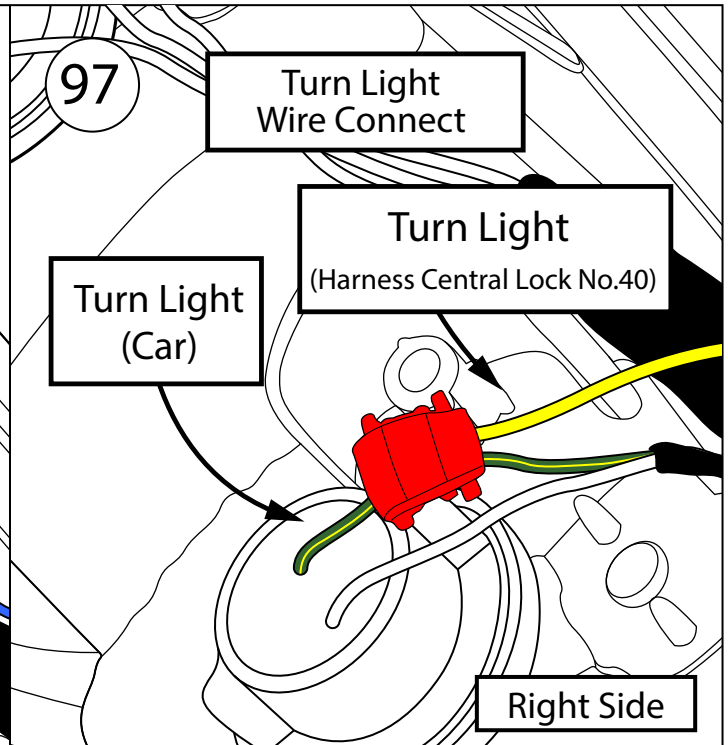 97
Turn Light
Wire Connect
Turn Light
(Harness Central Lock No.40)
Turn Light
(Car)
Right Side